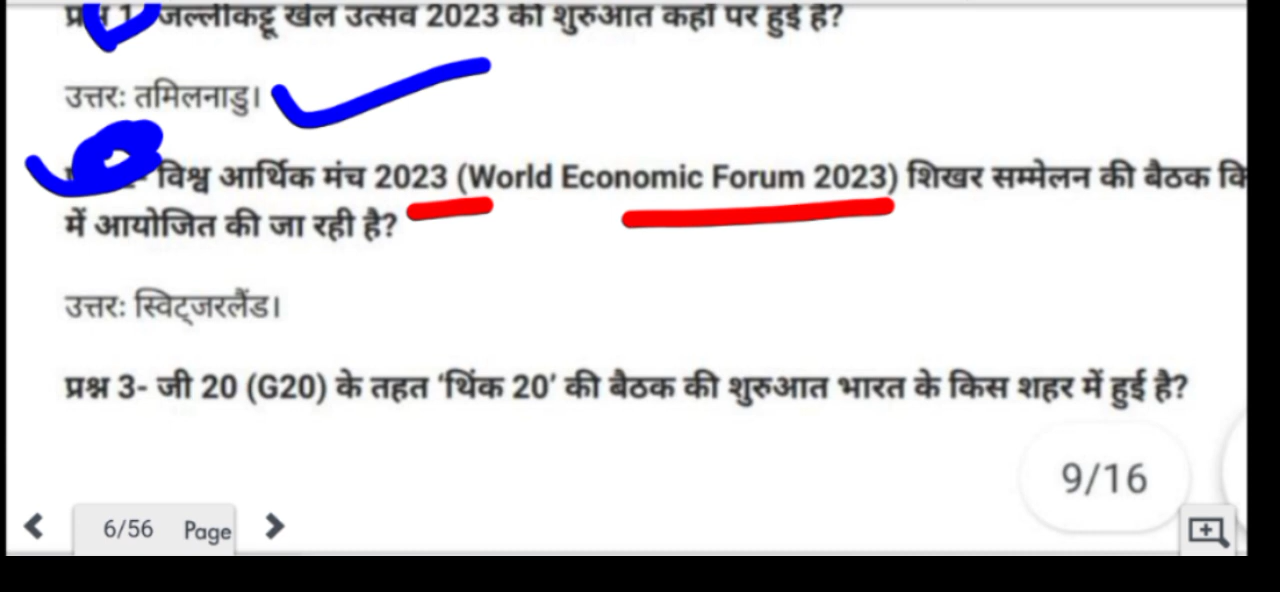 1 जल्लीकट्टू खेल उत्सव 2023 की शुरुआत कहाँ पर हुई है?
उत्तरः तमिलनाडु।
विश्व आर्थिक मंच 2023 (World Economic Forum 2023) शिखर सम्मेलन की बैठक कि
में आयोजित की जा रही है?
उत्तरः स्विट्जरलैंड।
प्रश्न 3- जी 20 (G20) के तहत 'थिंक 20' की बैठक की शुरुआत भारत के किस शहर में हुई है?
9/16
6/56 Page